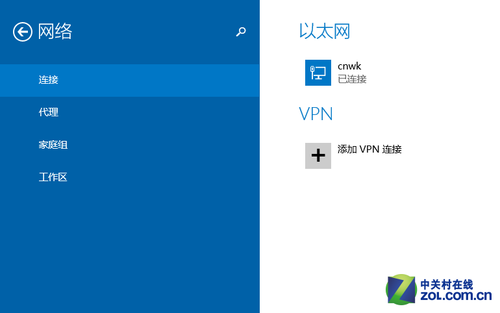 网络
连接
代理
家庭组
工作区
以太网
cnwk
已连接
VPN
添加 VPN 连接
中关村在线
ZOL.COM.CN